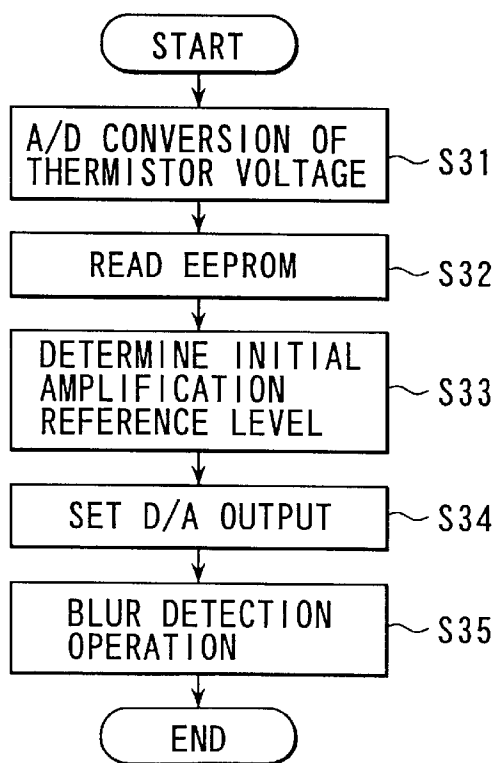 START
A/D CONVERSION OF
THERMISTOR VOLTAGE
S31
READ EEPROM
S32
DETERMINE INITIAL
AMPLIFICATION
REFERENCE LEVEL
S33
SET D/A OUTPUT
S34
BLUR DETECTION
OPERATION
S35
END